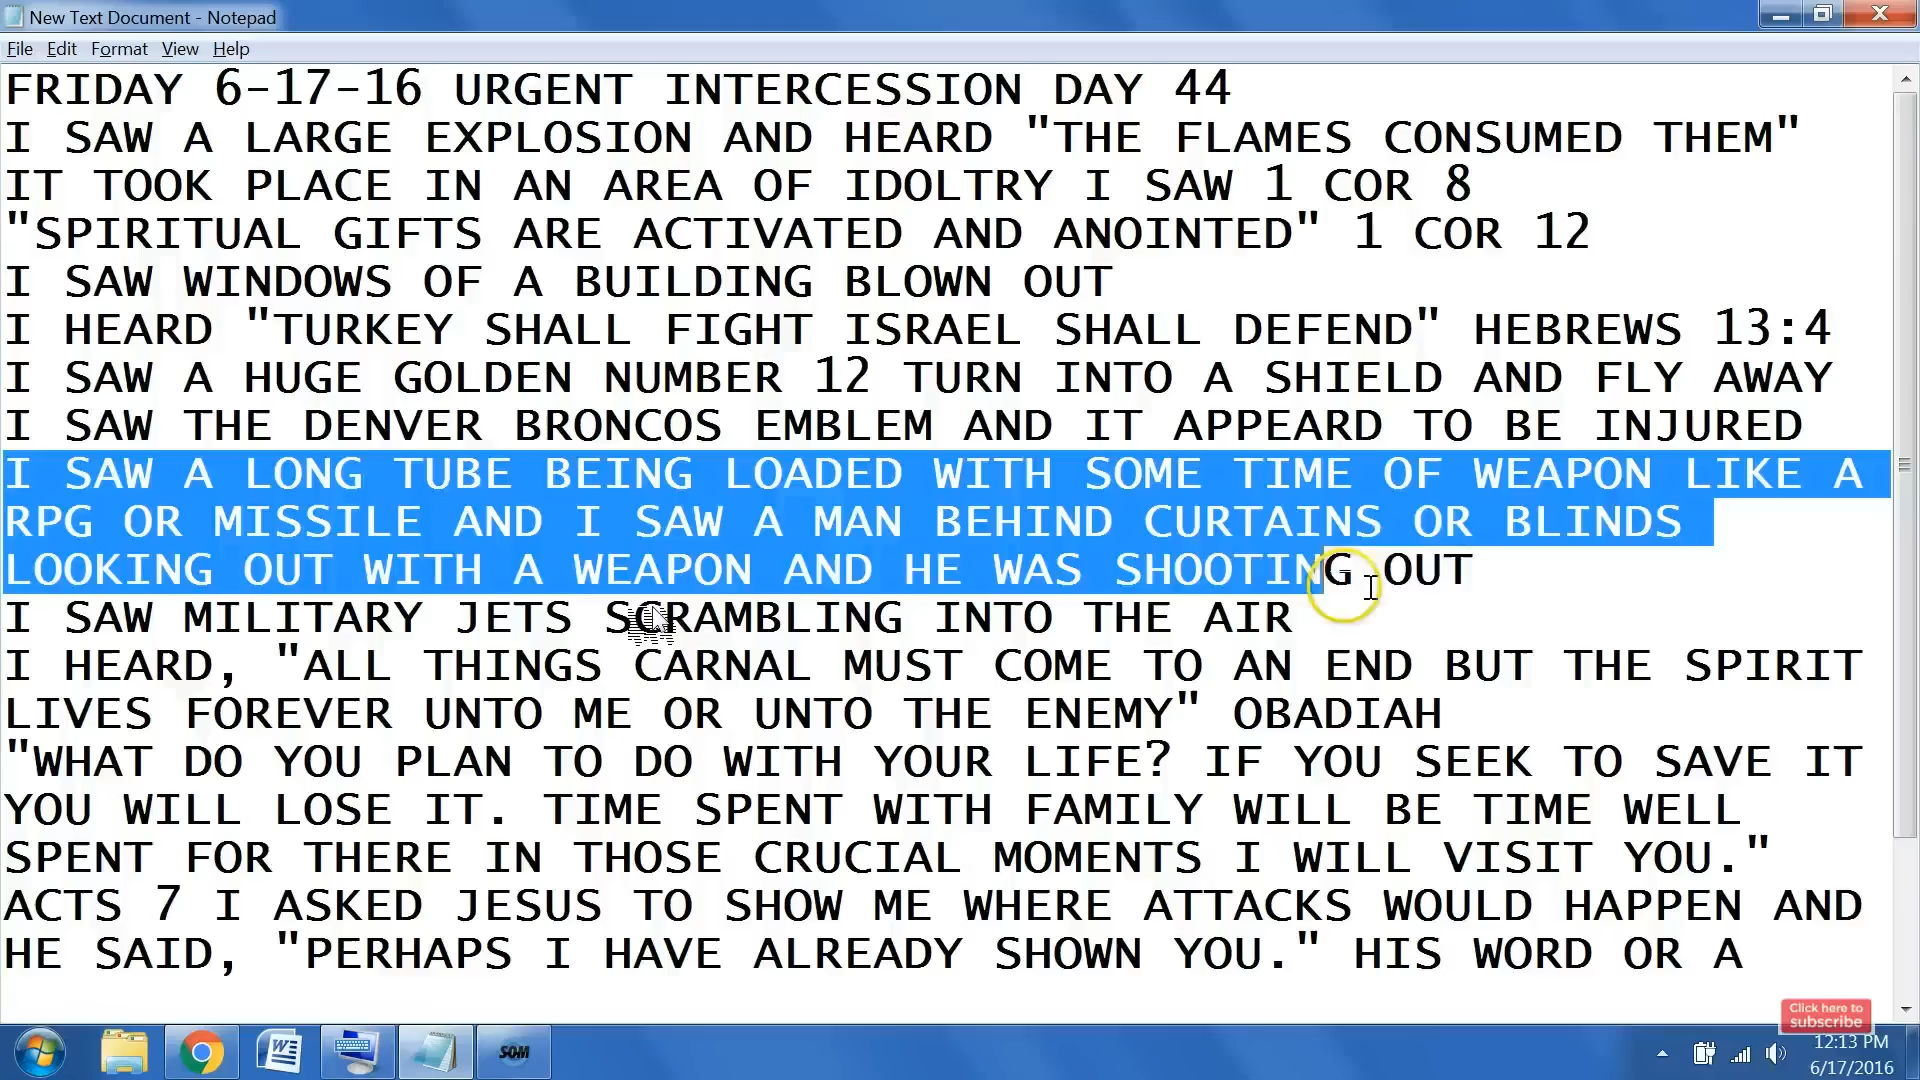 New Text Document - Notepad
File Edit Format View Help
FRIDAY 6-17-16 URGENT INTERCESSION DAY 44
I SAW A LARGE EXPLOSION AND HEARD "THE FLAMES CONSUMED THEM"
IT TOOK PLACE IN AN AREA OF IDOLTRY I SAW 1 COR 8
"SPIRITUAL GIFTS ARE ACTIVATED AND ANOINTED" 1 COR 12
I SAW WINDOWS OF A BUILDING BLOWN OUT
I HEARD "TURKEY SHALL FIGHT ISRAEL SHALL DEFEND" HEBREWS 13:4
I SAW A HUGE GOLDEN NUMBER 12 TURN INTO A SHIELD AND FLY AWAY
I SAW THE DENVER BRONCOS EMBLEM AND IT APPEARD TO BE INJURED
I SAW A LONG TUBE BEING LOADED WITH SOME TIME OF WEAPON LIKE A
RPG OR MISSILE AND I SAW A MAN BEHIND CURTAINS OR BLINDS
LOOKING OUT WITH A WEAPON AND HE WAS SHOOTING OUT
I SAW MILITARY JETS SCRAMBLING INTO THE AIR
I HEARD, "ALL THINGS CARNAL MUST COME TO AN END BUT THE SPIRIT
LIVES FOREVER UNTO ME OR UNTO THE ENEMY" OBADIAH
"WHAT DO YOU PLAN TO DO WITH YOUR LIFE? IF YOU SEEK TO SAVE IT
YOU WILL LOSE IT. TIME SPENT WITH FAMILY WILL BE TIME WELL
SPENT FOR THERE IN THOSE CRUCIAL MOMENTS I WILL VISIT YOU."
ACTS 7 I ASKED JESUS TO SHOW ME WHERE ATTACKS WOULD HAPPEN AND
HE SAID, "PERHAPS I HAVE ALREADY SHOWN YOU." HIS WORD OR A
Click here to
subscribe
SOM
12:13 PM
6/17/2016